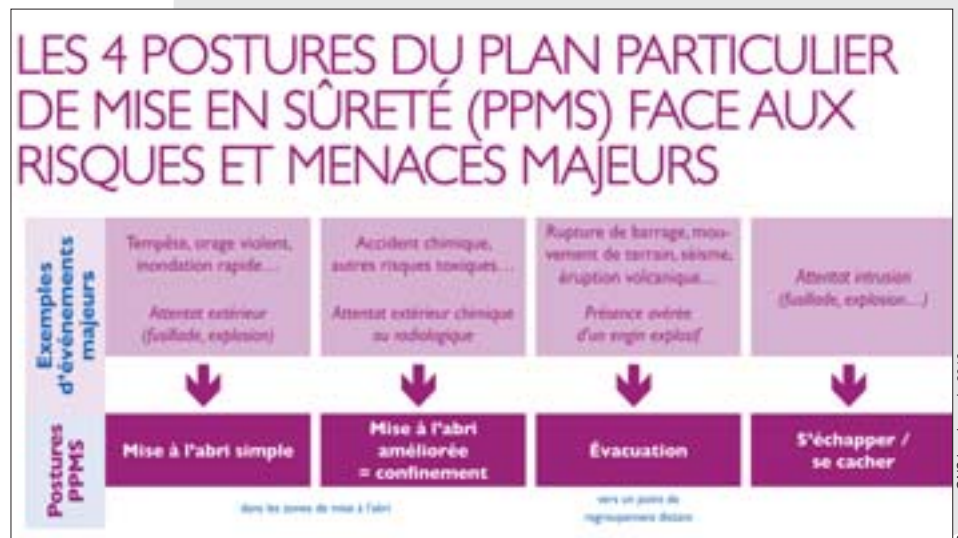 LES 4 POSTURES DU PLAN PARTICULIER
DE MISE EN SÛRETÉ (PPMS) FACE AUX
RISQUES ET MENACES MAJEURS
Exemples
d'événements
majeurs
Tempête, orage violent,
inondation rapide…
Attentat extérieur
(fusillade, explosion)
Accident chimique,
autres risques toxiques…
Attentat extérieur chimique
ou radiologique
Rupture de barrage, mou-
vement de terrain, séisme,
éruption volcanique…
Présence avérée
d'un engin explosif
Attentat intrusion
(fusillade, explosion…)
Postures
PPMS
Mise à l'abri simple
Mise à l'abri
améliorée
= confinement
Évacuation
S'échapper /
se cacher
dans les zones de mise à l'abri
vers un point de
regroupement distant